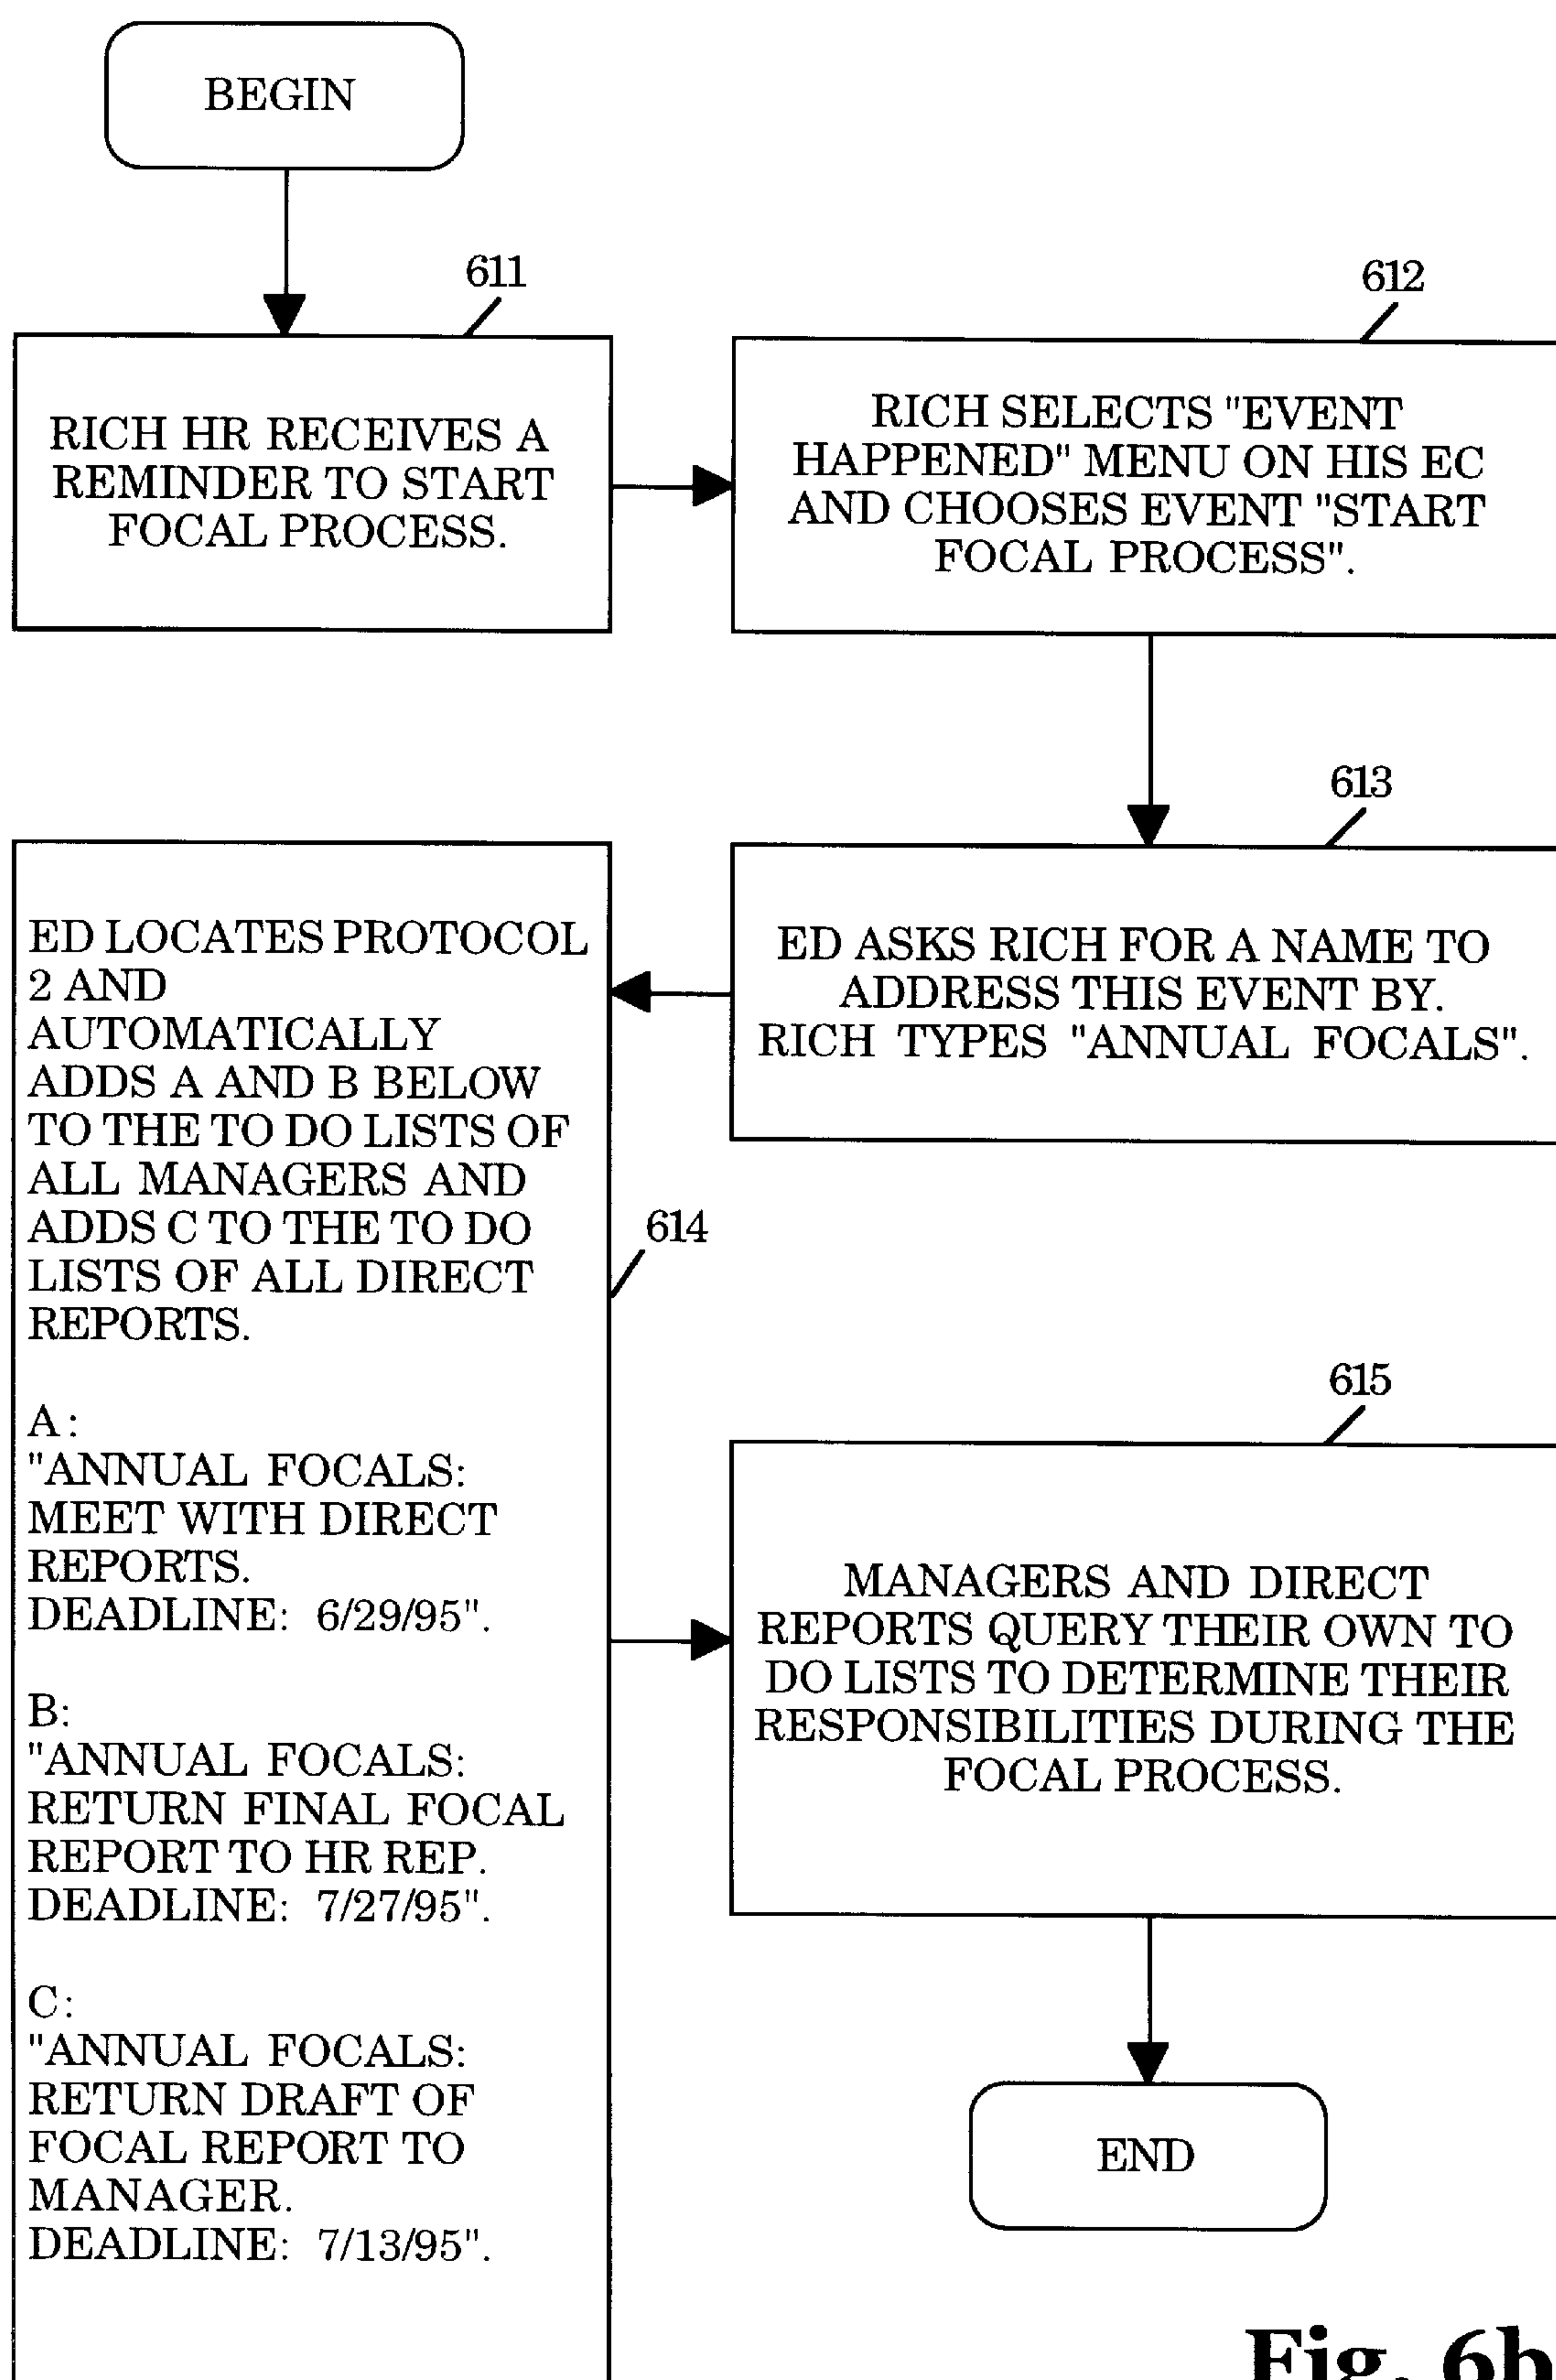 BEGIN
611
RICH HR RECEIVES A
REMINDER TO START
FOCAL PROCESS.
612
RICH SELECTS "EVENT
HAPPENED" MENU ON HIS EC
AND CHOOSES EVENT "START
FOCAL PROCESS".
613
ED ASKS RICH FOR A NAME TO
ADDRESS THIS EVENT BY.
RICH TYPES "ANNUAL FOCALS".
614
ED LOCATES PROTOCOL
2 AND
AUTOMATICALLY
ADDS A AND B BELOW
TO THE TO DO LISTS OF
ALL MANAGERS AND
ADDS C TO THE TO DO
LISTS OF ALL DIRECT
REPORTS.
A:
"ANNUAL FOCALS:
MEET WITH DIRECT
REPORTS.
DEADLINE: 6/29/95".
B:
"ANNUAL FOCALS:
RETURN FINAL FOCAL
REPORT TO HR REP.
DEADLINE: 7/27/95".
C:
"ANNUAL FOCALS:
RETURN DRAFT OF
FOCAL REPORT TO
MANAGER.
DEADLINE: 7/13/95".
615
MANAGERS AND DIRECT
REPORTS QUERY THEIR OWN TO
DO LISTS TO DETERMINE THEIR
RESPONSIBILITIES DURING THE
FOCAL PROCESS.
END
Fig. 6b